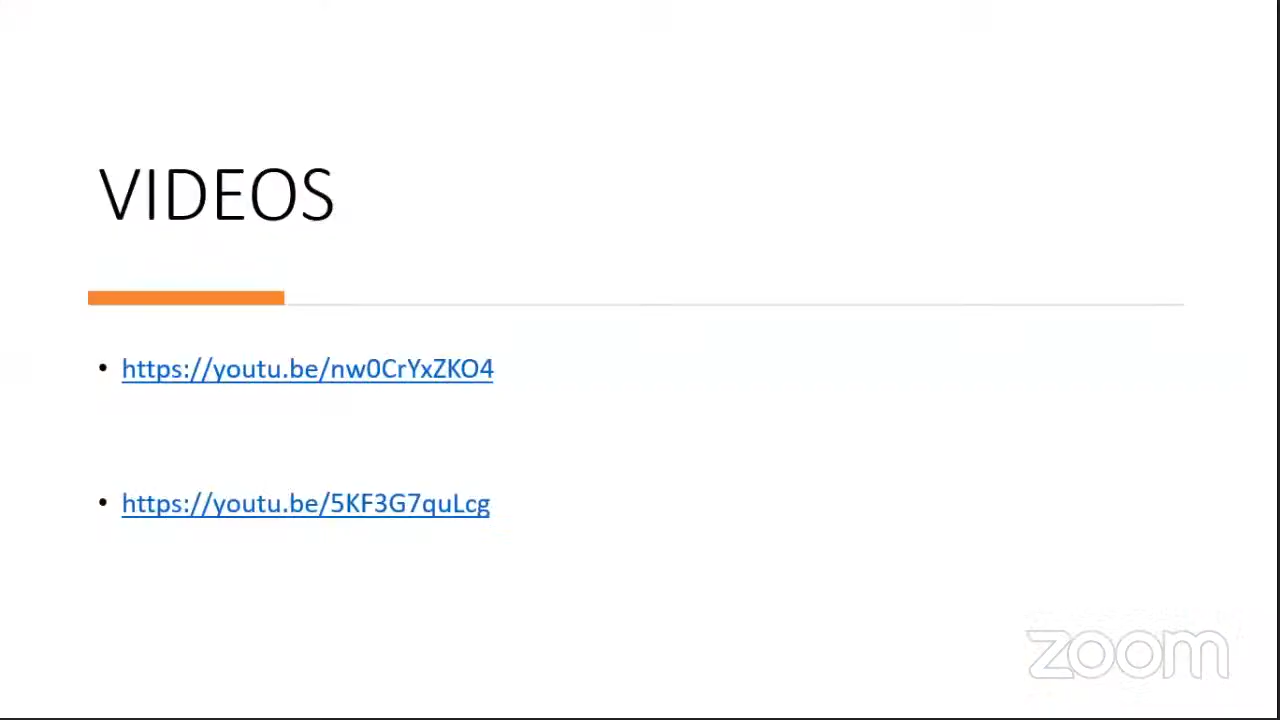 VIDEOS
• https://youtu.be/nw0CrYxZKO4
• https://youtu.be/5KF3G7quLcg
zoom